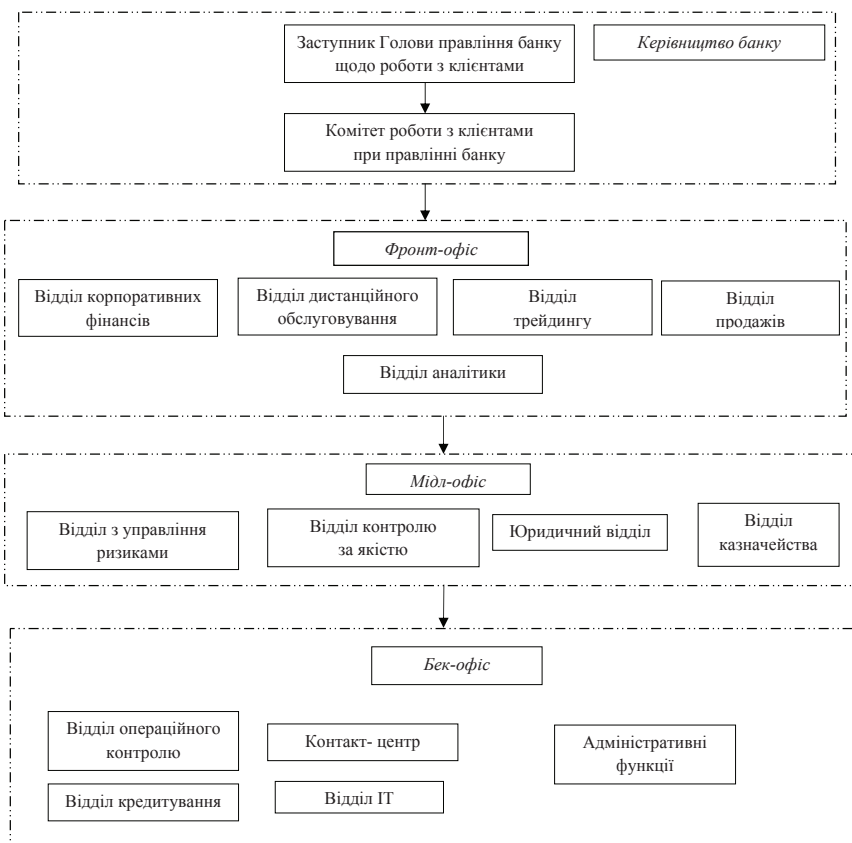 Заступник Голови правління банку
щодо роботи з клієнтами
Керівництво банку
Комітет роботи з клієнтами
при правлінні банку
Фронт-офіс
Відділ корпоративних
фінансів
Відділ дистанційного
обслуговування
Відділ
трейдингу
Відділ
продажів
Відділ аналітики
Мідл-офіс
Відділ з управління
ризиками
Відділ контролю
за якістю
Юридичний відділ
Відділ
казначейства
Бек-офіс
Відділ операційного
контролю
Контакт- центр
Адміністративні
функції
Відділ кредитування
Відділ ІТ